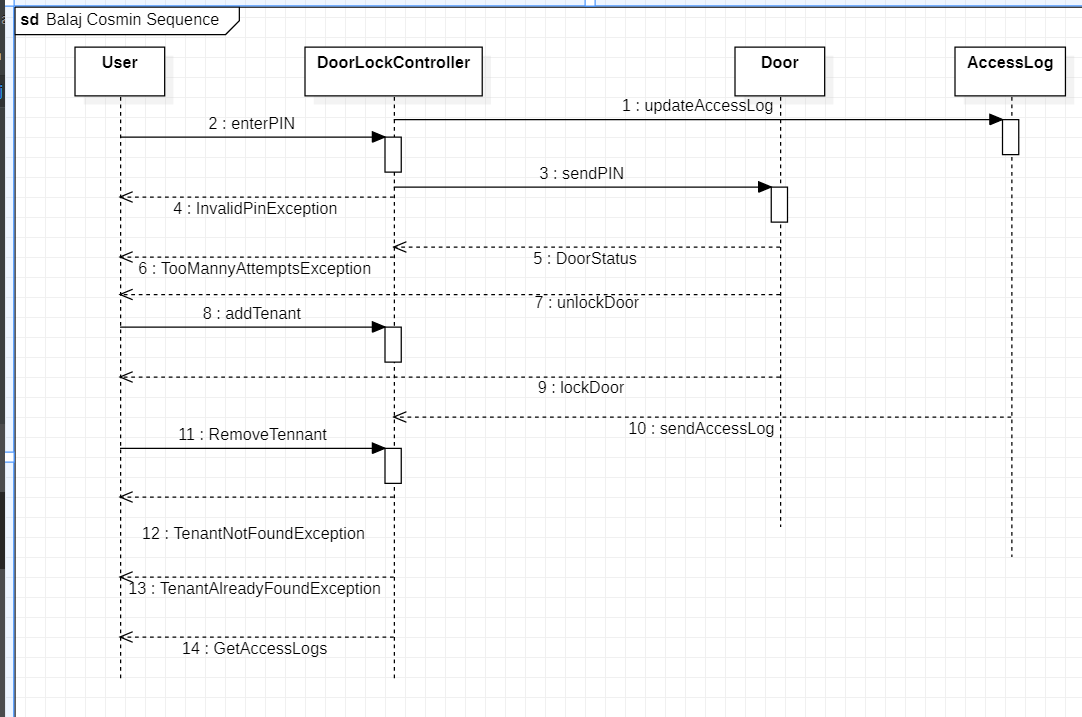 sd Balaj Cosmin Sequence
User
DoorLockController
Door
AccessLog
1 : updateAccessLog
2 : enterPIN
3 : sendPIN
4 : InvalidPinException
5 : DoorStatus
6 : TooMannyAttemptsException
7 : unlockDoor
8 : addTenant
9 : lockDoor
10 : sendAccessLog
11 : RemoveTennant
12 : TenantNotFoundException
13 : TenantAlreadyFoundException
14 : GetAccessLogs